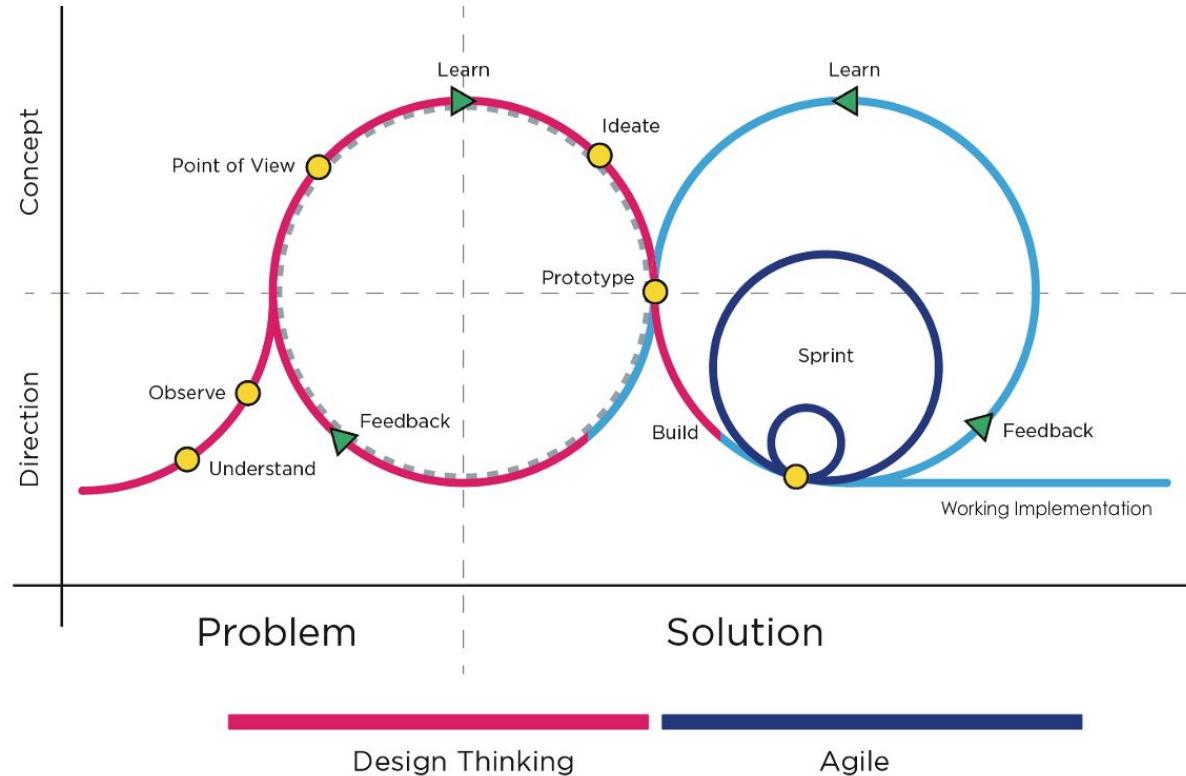 Concept
Direction
Learn
Point of View
Ideate
Prototype
Observe
Understand
Feedback
Learn
Sprint
Build
Feedback
Working Implementation
Problem
Solution
Design Thinking
Agile